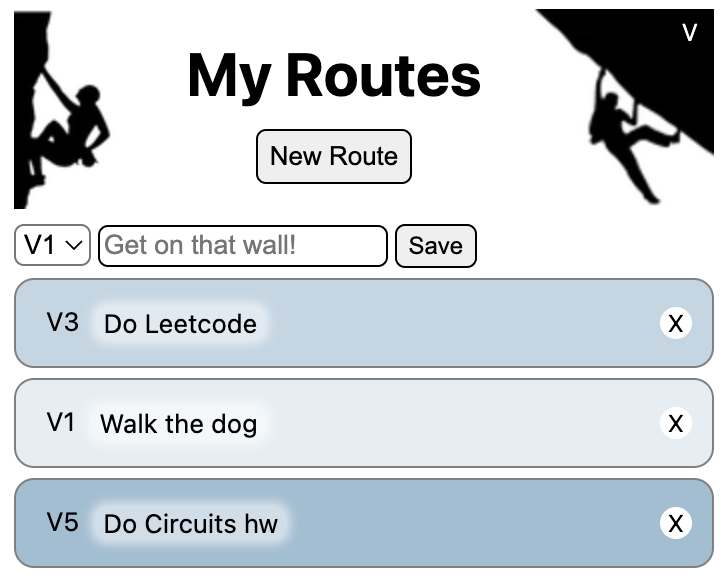 V
My Routes
New Route
V1 Get on that wall! Save
V3 Do Leetcode X
V1 Walk the dog X
V5 Do Circuits hw X